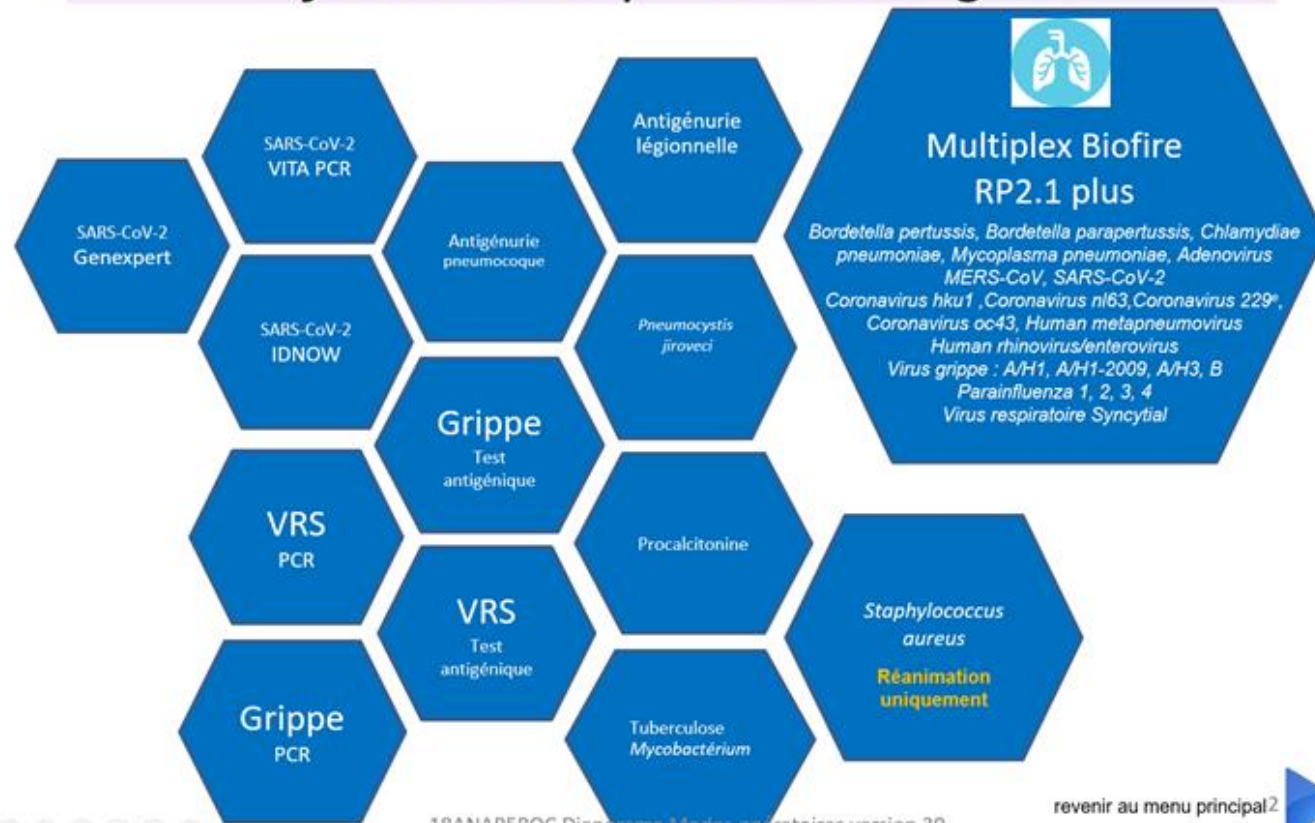 SARS-CoV-2
Genexpert
SARS-CoV-2
VITA PCR
SARS-CoV-2
IDNOW
VRS
PCR
Grippe
PCR
Antigénurie
pneumocoque
Grippe
Test
antigénique
VRS
Test
antigénique
Antigénurie
légionnelle
Pneumocystis
jiroveci
Procalcitonine
Tuberculose
Mycobactérium
Multiplex Biofire
RP2.1 plus
Bordetella pertussis, Bordetella parapertussis, Chlamydiae
pneumoniae, Mycoplasma pneumoniae, Adenovirus
MERS-CoV, SARS-CoV-2
Coronavirus hku1 ,Coronavirus nl63,Coronavirus 229ᵉ,
Coronavirus oc43, Human metapneumovirus
Human rhinovirus/enterovirus
Virus grippe : A/H1, A/H1-2009, A/H3, B
Parainfluenza 1, 2, 3, 4
Virus respiratoire Syncytial
Staphylococcus
aureus
Réanimation
uniquement
revenir au menu principal 2